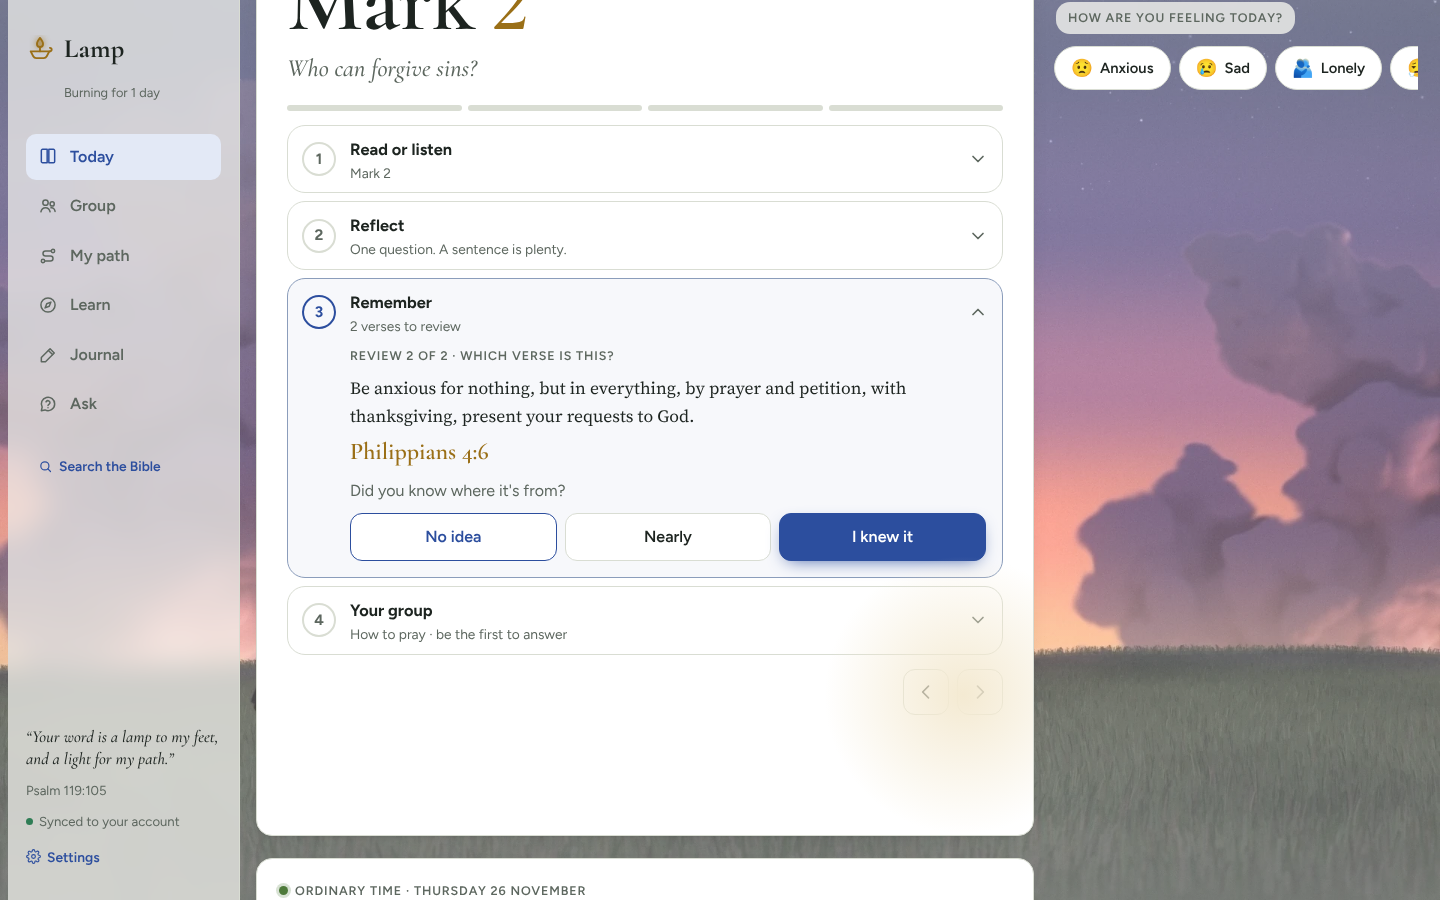 Lamp
Burning for 1 day
Today
Group
My path
Learn
Journal
Ask
Search the Bible
“Your word is a lamp to my feet,
and a light for my path.”
Psalm 119:105
Synced to your account
Settings
Mark 2
Who can forgive sins?
1
Read or listen
Mark 2
2
Reflect
One question. A sentence is plenty.
3
Remember
2 verses to review
REVIEW 2 OF 2 · WHICH VERSE IS THIS?
Be anxious for nothing, but in everything, by prayer and petition, with
thanksgiving, present your requests to God.
Philippians 4:6
Did you know where it's from?
No idea
Nearly
I knew it
4
Your group
How to pray · be the first to answer
ORDINARY TIME · THURSDAY 26 NOVEMBER
HOW ARE YOU FEELING TODAY?
Anxious
Sad
Lonely